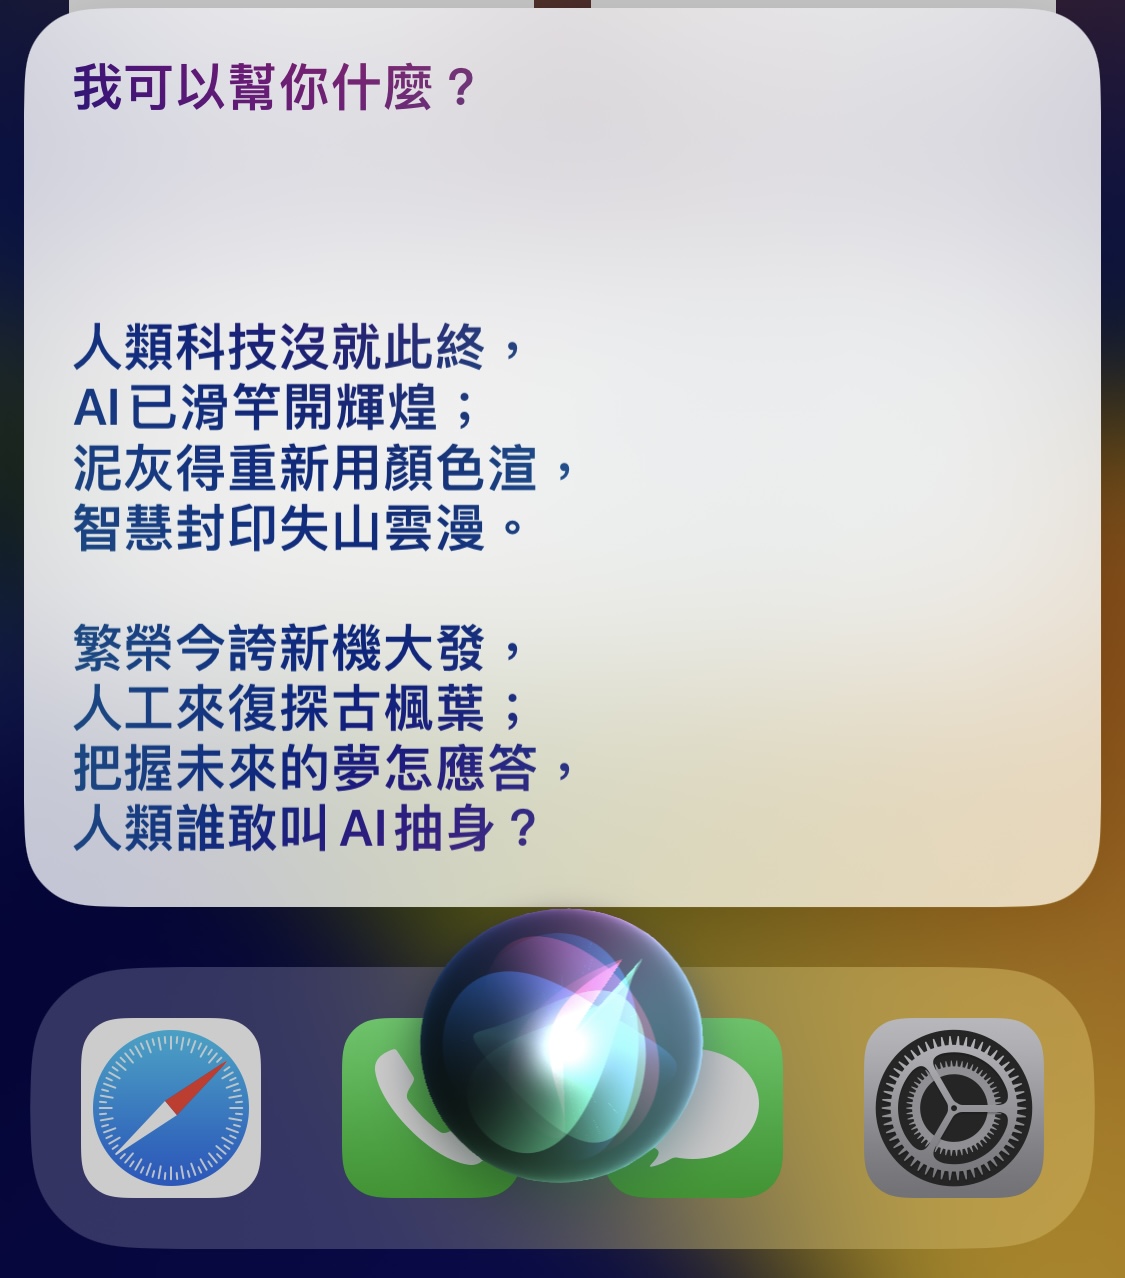 我可以幫你什麼？
人類科技沒就此終，
AI已滑竿開輝煌；
泥灰得重新用顏色渲，
智慧封印失山雲漫。
繁榮今誇新機大發，
人工來復探古楓葉；
把握未來的夢怎應答，
人類誰敢叫AI抽身？